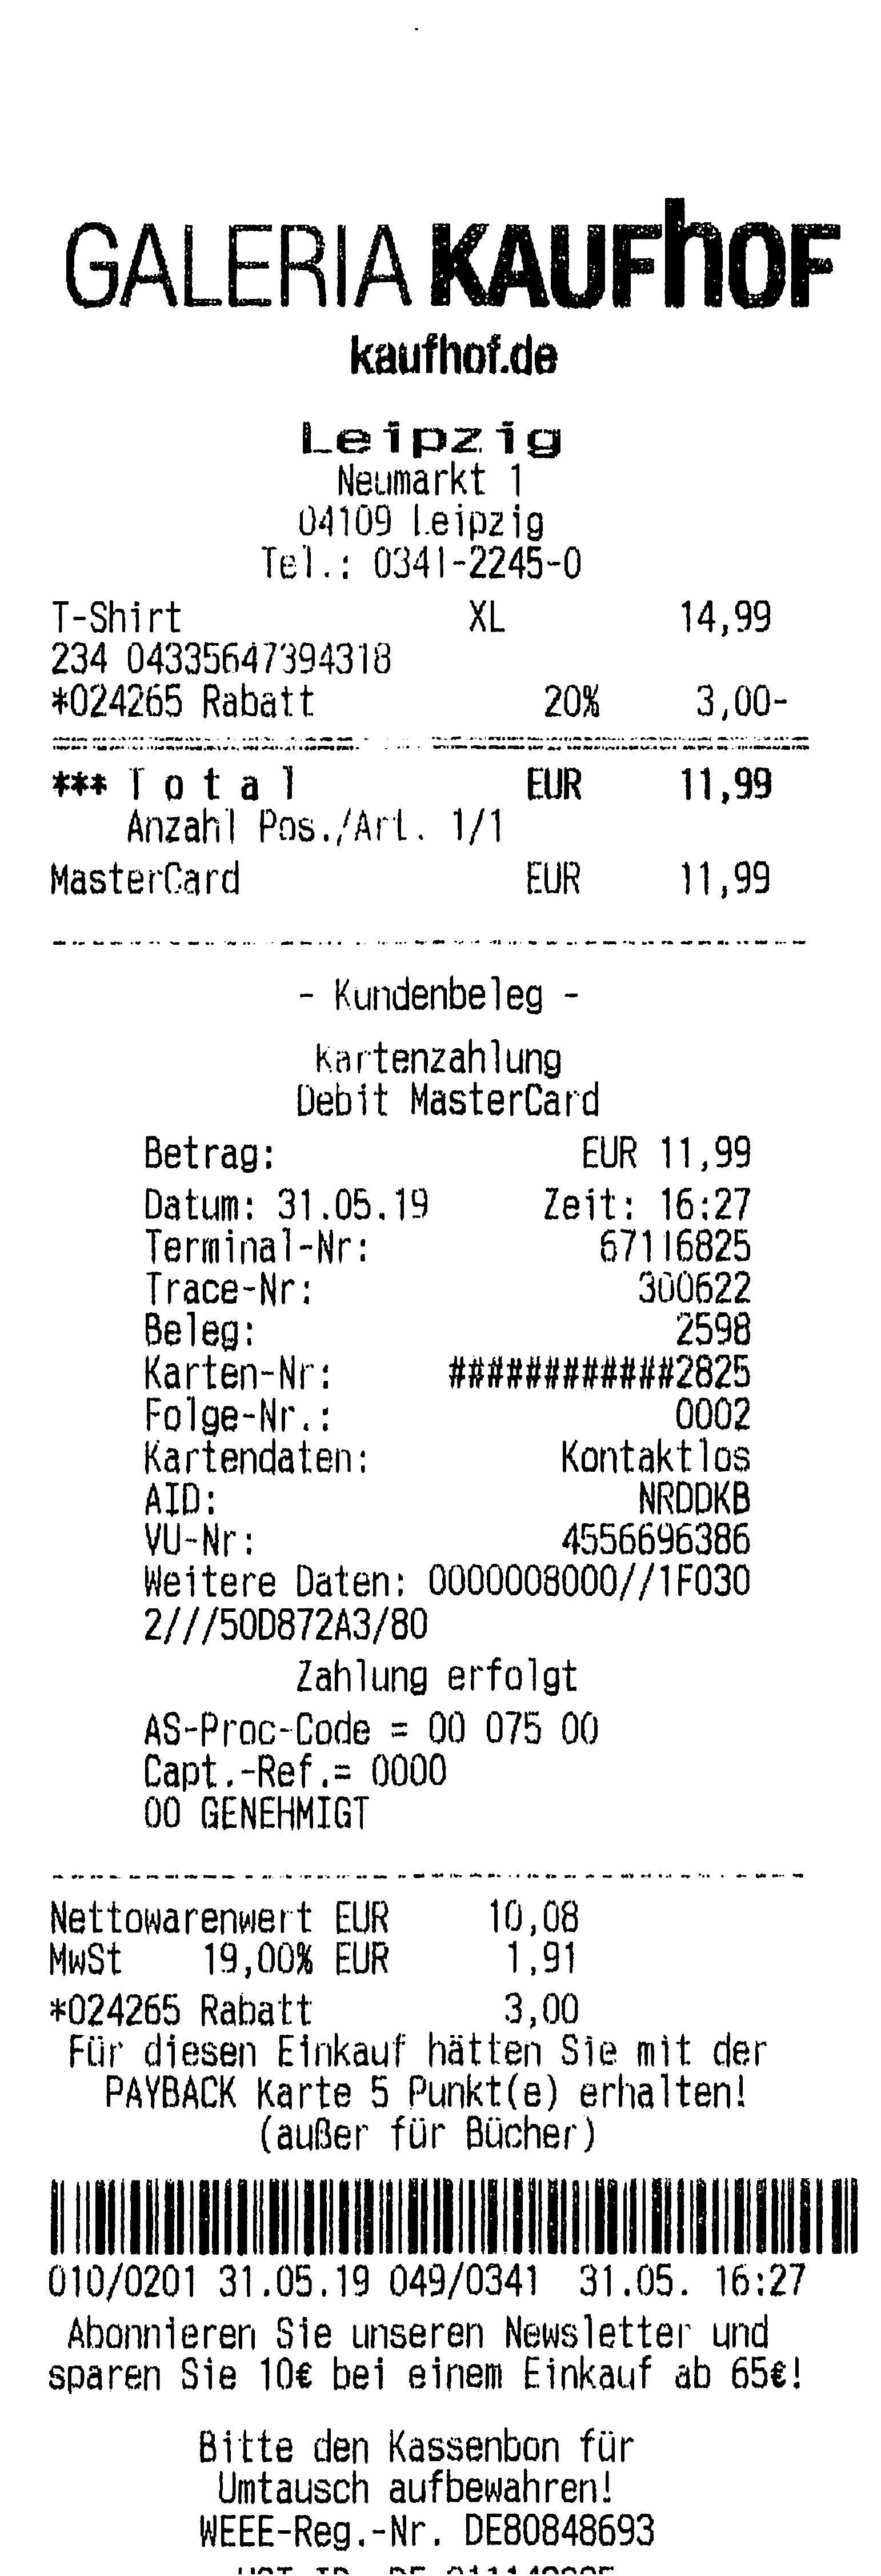 GALERIA KAUFhOF
kaufhof.de
Leipzig
Neumarkt 1
04109 Leipzig
Tel.: 0341-2245-0
T-Shirt XL 14,99
234 04335647394318
*024265 Rabatt 20% 3,00-
*** T o t a l EUR 11,99
Anzahl Pos./Art. 1/1
MasterCard EUR 11,99
- Kundenbeleg -
Kartenzahlung
Debit MasterCard
Betrag: EUR 11,99
Datum: 31.05.19 Zeit: 16:27
Terminal-Nr: 67116825
Trace-Nr: 300622
Beleg: 2598
Karten-Nr: ############2825
Folge-Nr.: 0002
Kartendaten: Kontaktlos
AID: NRDDKB
VU-Nr: 4556696386
Weitere Daten: 0000008000//1F030
2///50D872A3/80
Zahlung erfolgt
AS-Proc-Code = 00 075 00
Capt.-Ref.= 0000
00 GENEHMIGT
Nettowarenwert EUR 10,08
MwSt 19,00% EUR 1,91
*024265 Rabatt 3,00
Für diesen Einkauf hätten Sie mit der
PAYBACK Karte 5 Punkt(e) erhalten!
(außer für Bücher)
010/0201 31.05.19 049/0341 31.05. 16:27
Abonnieren Sie unseren Newsletter und
sparen Sie 10€ bei einem Einkauf ab 65€!
Bitte den Kassenbon für
Umtausch aufbewahren!
WEEE-Reg.-Nr. DE80848693